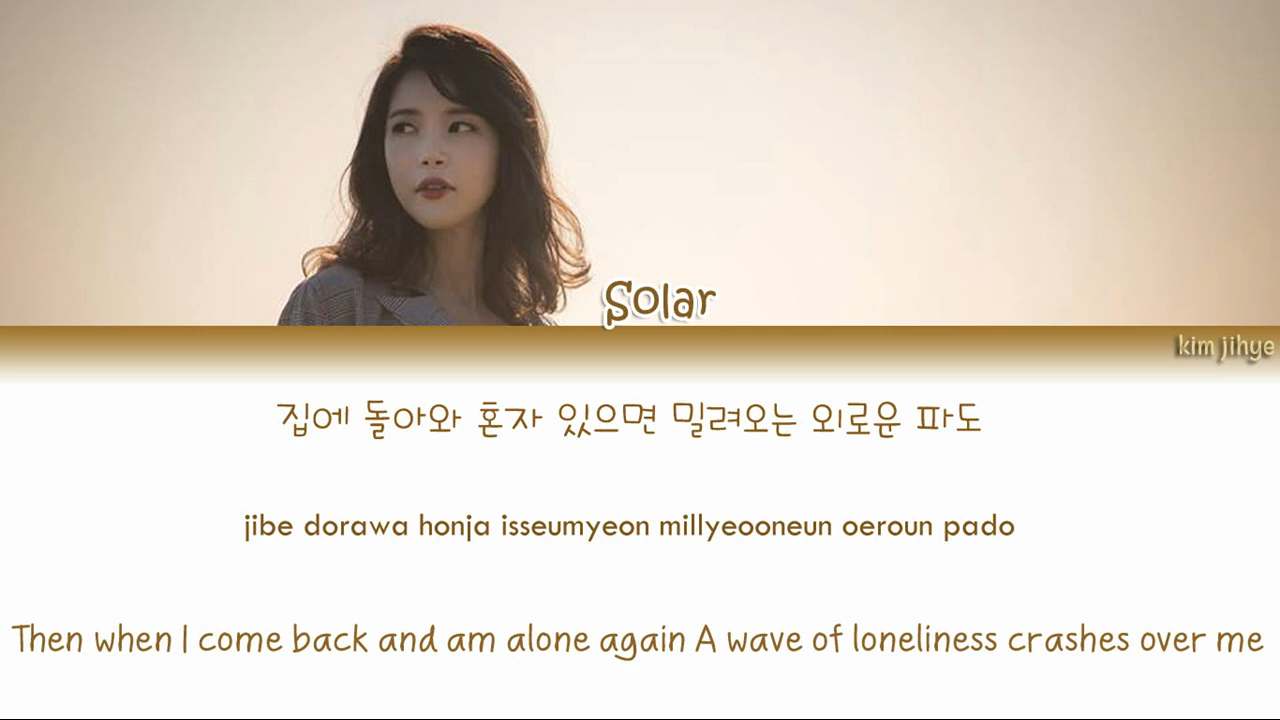 Solar
kim jihye
집에 돌아와 혼자 있으면 밀려오는 외로운 파도
jibe dorawa honja isseumyeon millyeooneun oeroun pado
Then when I come back and am alone again A wave of loneliness crashes over me